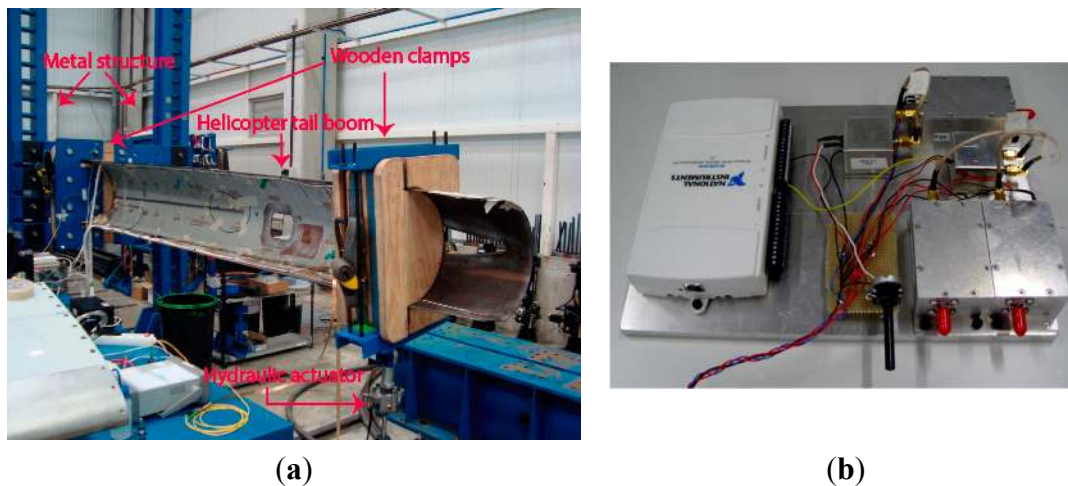 Metal structure
Wooden clamps
Helicopter tail boom
Hydraulic actuator
NATIONAL
INSTRUMENTS
(a)
(b)